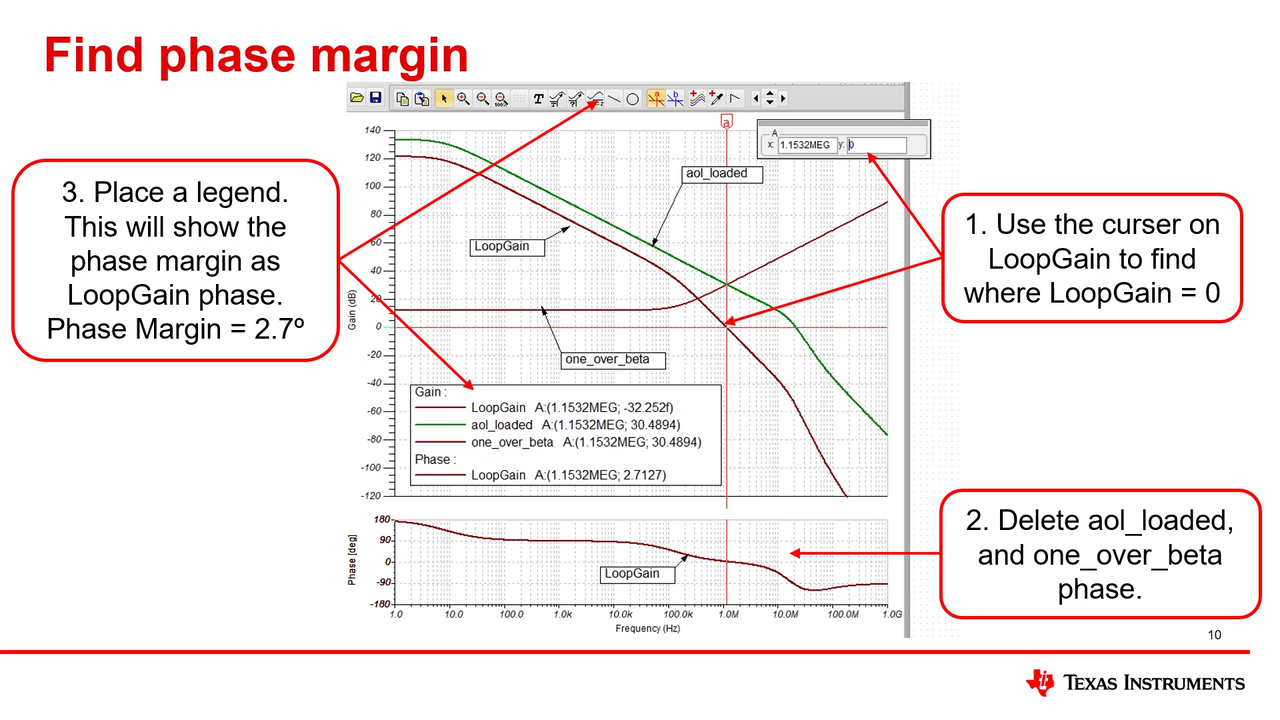 Find phase margin
3. Place a legend.
This will show the
phase margin as
LoopGain phase.
Phase Margin = 2.7º
T
a
b
a
A
x: 1.1532MEG y: 0
1. Use the curser on
LoopGain to find
where LoopGain = 0
140
120
100
80
60
40
20
0
-20
-40
-60
-80
-100
-120
Gain (dB)
aol_loaded
LoopGain
one_over_beta
Gain :
LoopGain A:(1.1532MEG; -32.252f)
aol_loaded A:(1.1532MEG; 30.4894)
one_over_beta A:(1.1532MEG; 30.4894)
Phase :
LoopGain A:(1.1532MEG; 2.7127)
2. Delete aol_loaded,
and one_over_beta
phase.
180
90
0
-90
-180
Phase [deg]
LoopGain
1.0 10.0 100.0 1.0k 10.0k 100.0k 1.0M 10.0M 100.0M 1.0G
Frequency (Hz)
10
TEXAS INSTRUMENTS